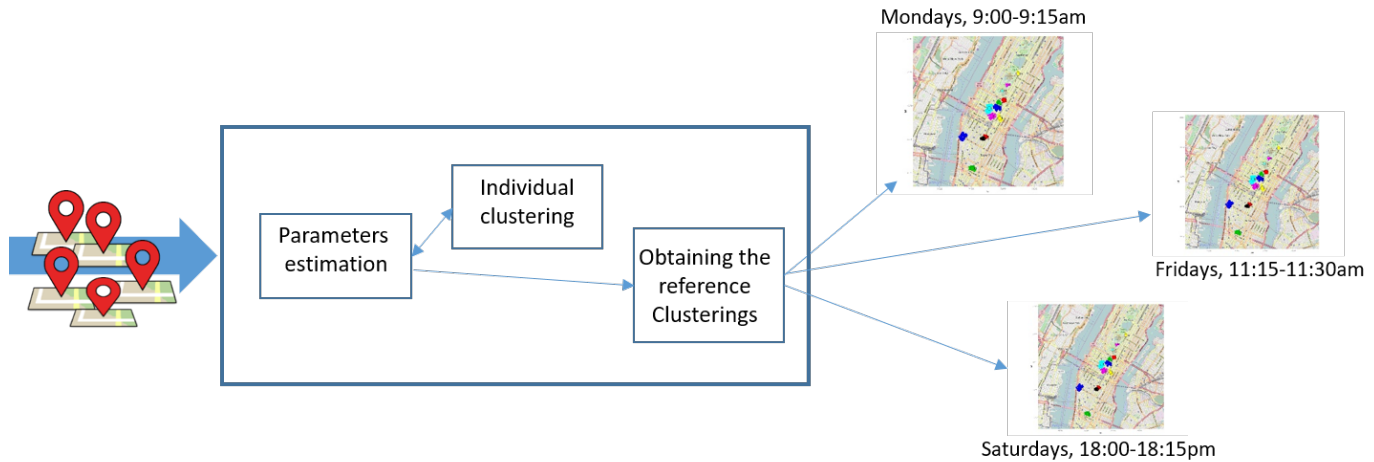 Mondays, 9:00-9:15am
Individual
clustering
Parameters
estimation
Obtaining the
reference
Clusterings
Fridays, 11:15-11:30am
Saturdays, 18:00-18:15pm